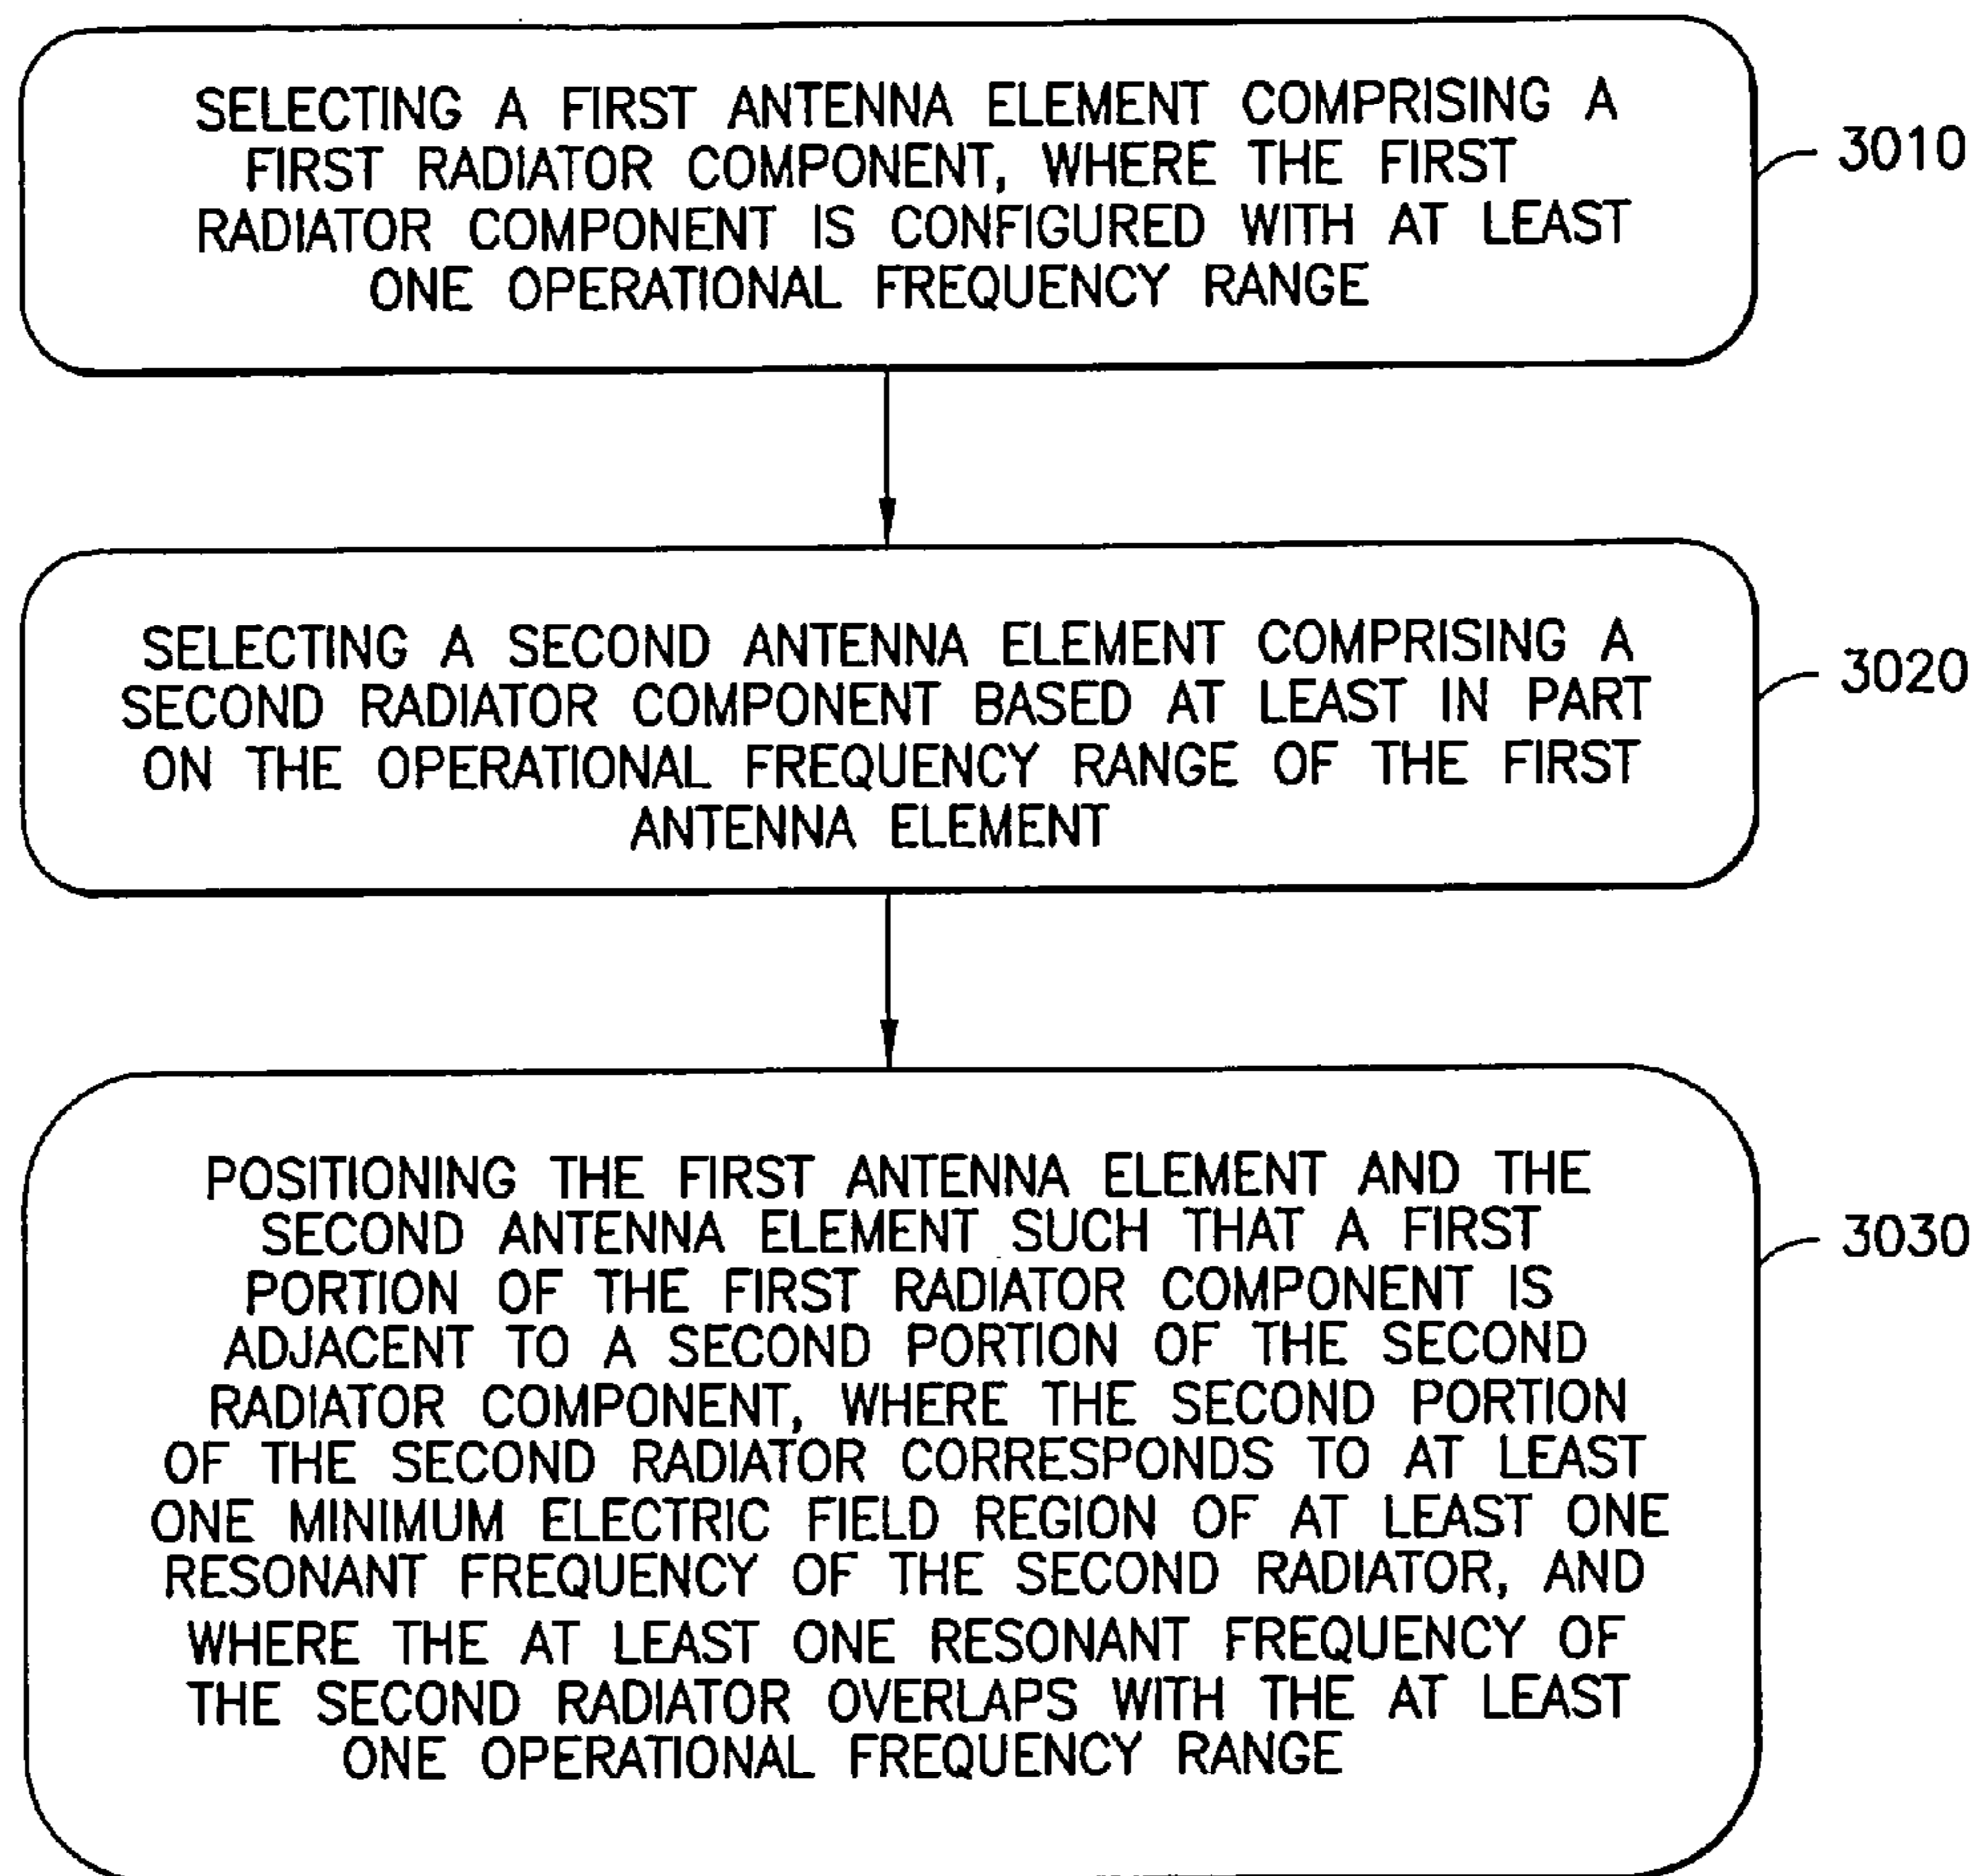 SELECTING A FIRST ANTENNA ELEMENT COMPRISING A
FIRST RADIATOR COMPONENT, WHERE THE FIRST
RADIATOR COMPONENT IS CONFIGURED WITH AT LEAST
ONE OPERATIONAL FREQUENCY RANGE
3010
SELECTING A SECOND ANTENNA ELEMENT COMPRISING A
SECOND RADIATOR COMPONENT BASED AT LEAST IN PART
ON THE OPERATIONAL FREQUENCY RANGE OF THE FIRST
ANTENNA ELEMENT
3020
POSITIONING THE FIRST ANTENNA ELEMENT AND THE
SECOND ANTENNA ELEMENT SUCH THAT A FIRST
PORTION OF THE FIRST RADIATOR COMPONENT IS
ADJACENT TO A SECOND PORTION OF THE SECOND
RADIATOR COMPONENT, WHERE THE SECOND PORTION
OF THE SECOND RADIATOR CORRESPONDS TO AT LEAST
ONE MINIMUM ELECTRIC FIELD REGION OF AT LEAST ONE
RESONANT FREQUENCY OF THE SECOND RADIATOR, AND
WHERE THE AT LEAST ONE RESONANT FREQUENCY OF
THE SECOND RADIATOR OVERLAPS WITH THE AT LEAST
ONE OPERATIONAL FREQUENCY RANGE
3030